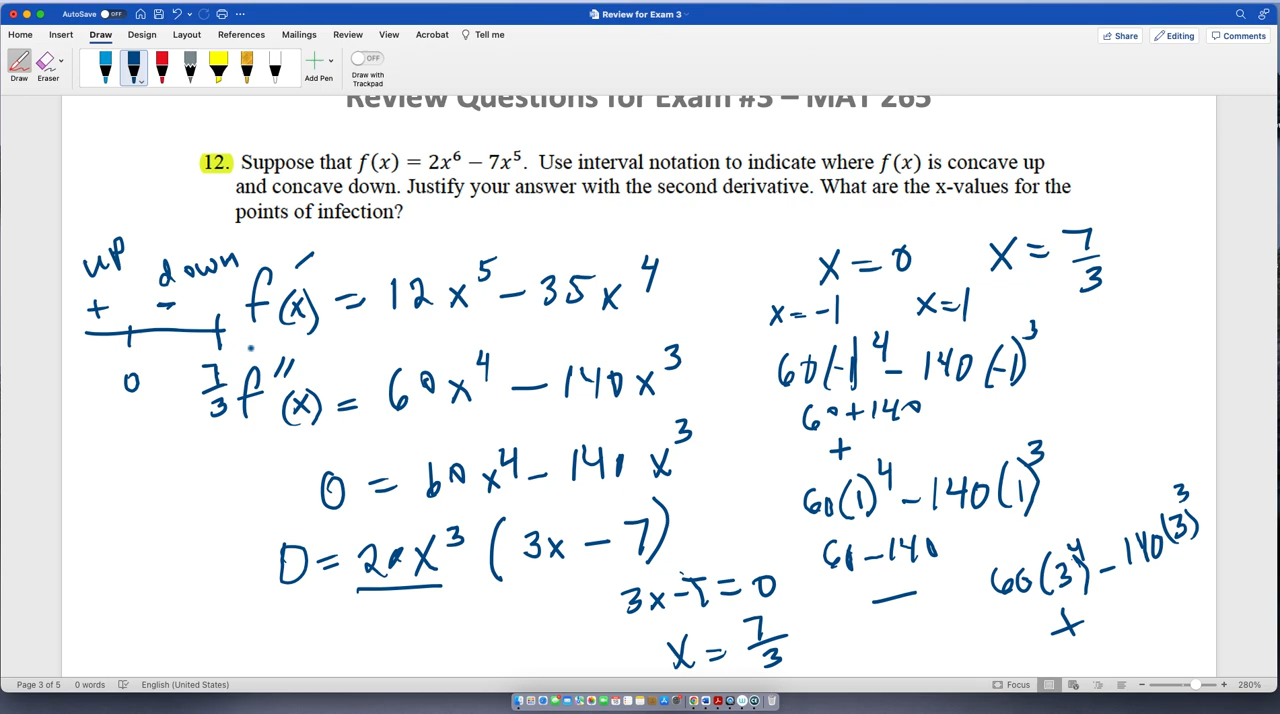 AutoSave OFF
Review for Exam 3
Home Insert Draw Design Layout References Mailings Review View Acrobat Tell me
Share Editing Comments
OFF
Draw Eraser Add Pen Draw with Trackpad
Review Questions for Exam #3 – MAT 265
12. Suppose that f(x) = 2x⁶ − 7x⁵. Use interval notation to indicate where f(x) is concave up
and concave down. Justify your answer with the second derivative. What are the x-values for the
points of infection?
up down
+ −
0 7/3
f′(x) = 12x⁵ − 35x⁴
f″(x) = 60x⁴ − 140x³
0 = 60x⁴ − 140x³
0 = 20x³ (3x − 7)
3x − 7 = 0
x = 7/3
x = 0 x = 7/3
x = −1 x = 1
60(−1)⁴ − 140(−1)³
60 + 140
+
60(1)⁴ − 140(1)³
60 − 140
−
60(3)⁴ − 140(3)³
+
Page 3 of 5 0 words English (United States) Focus 280%